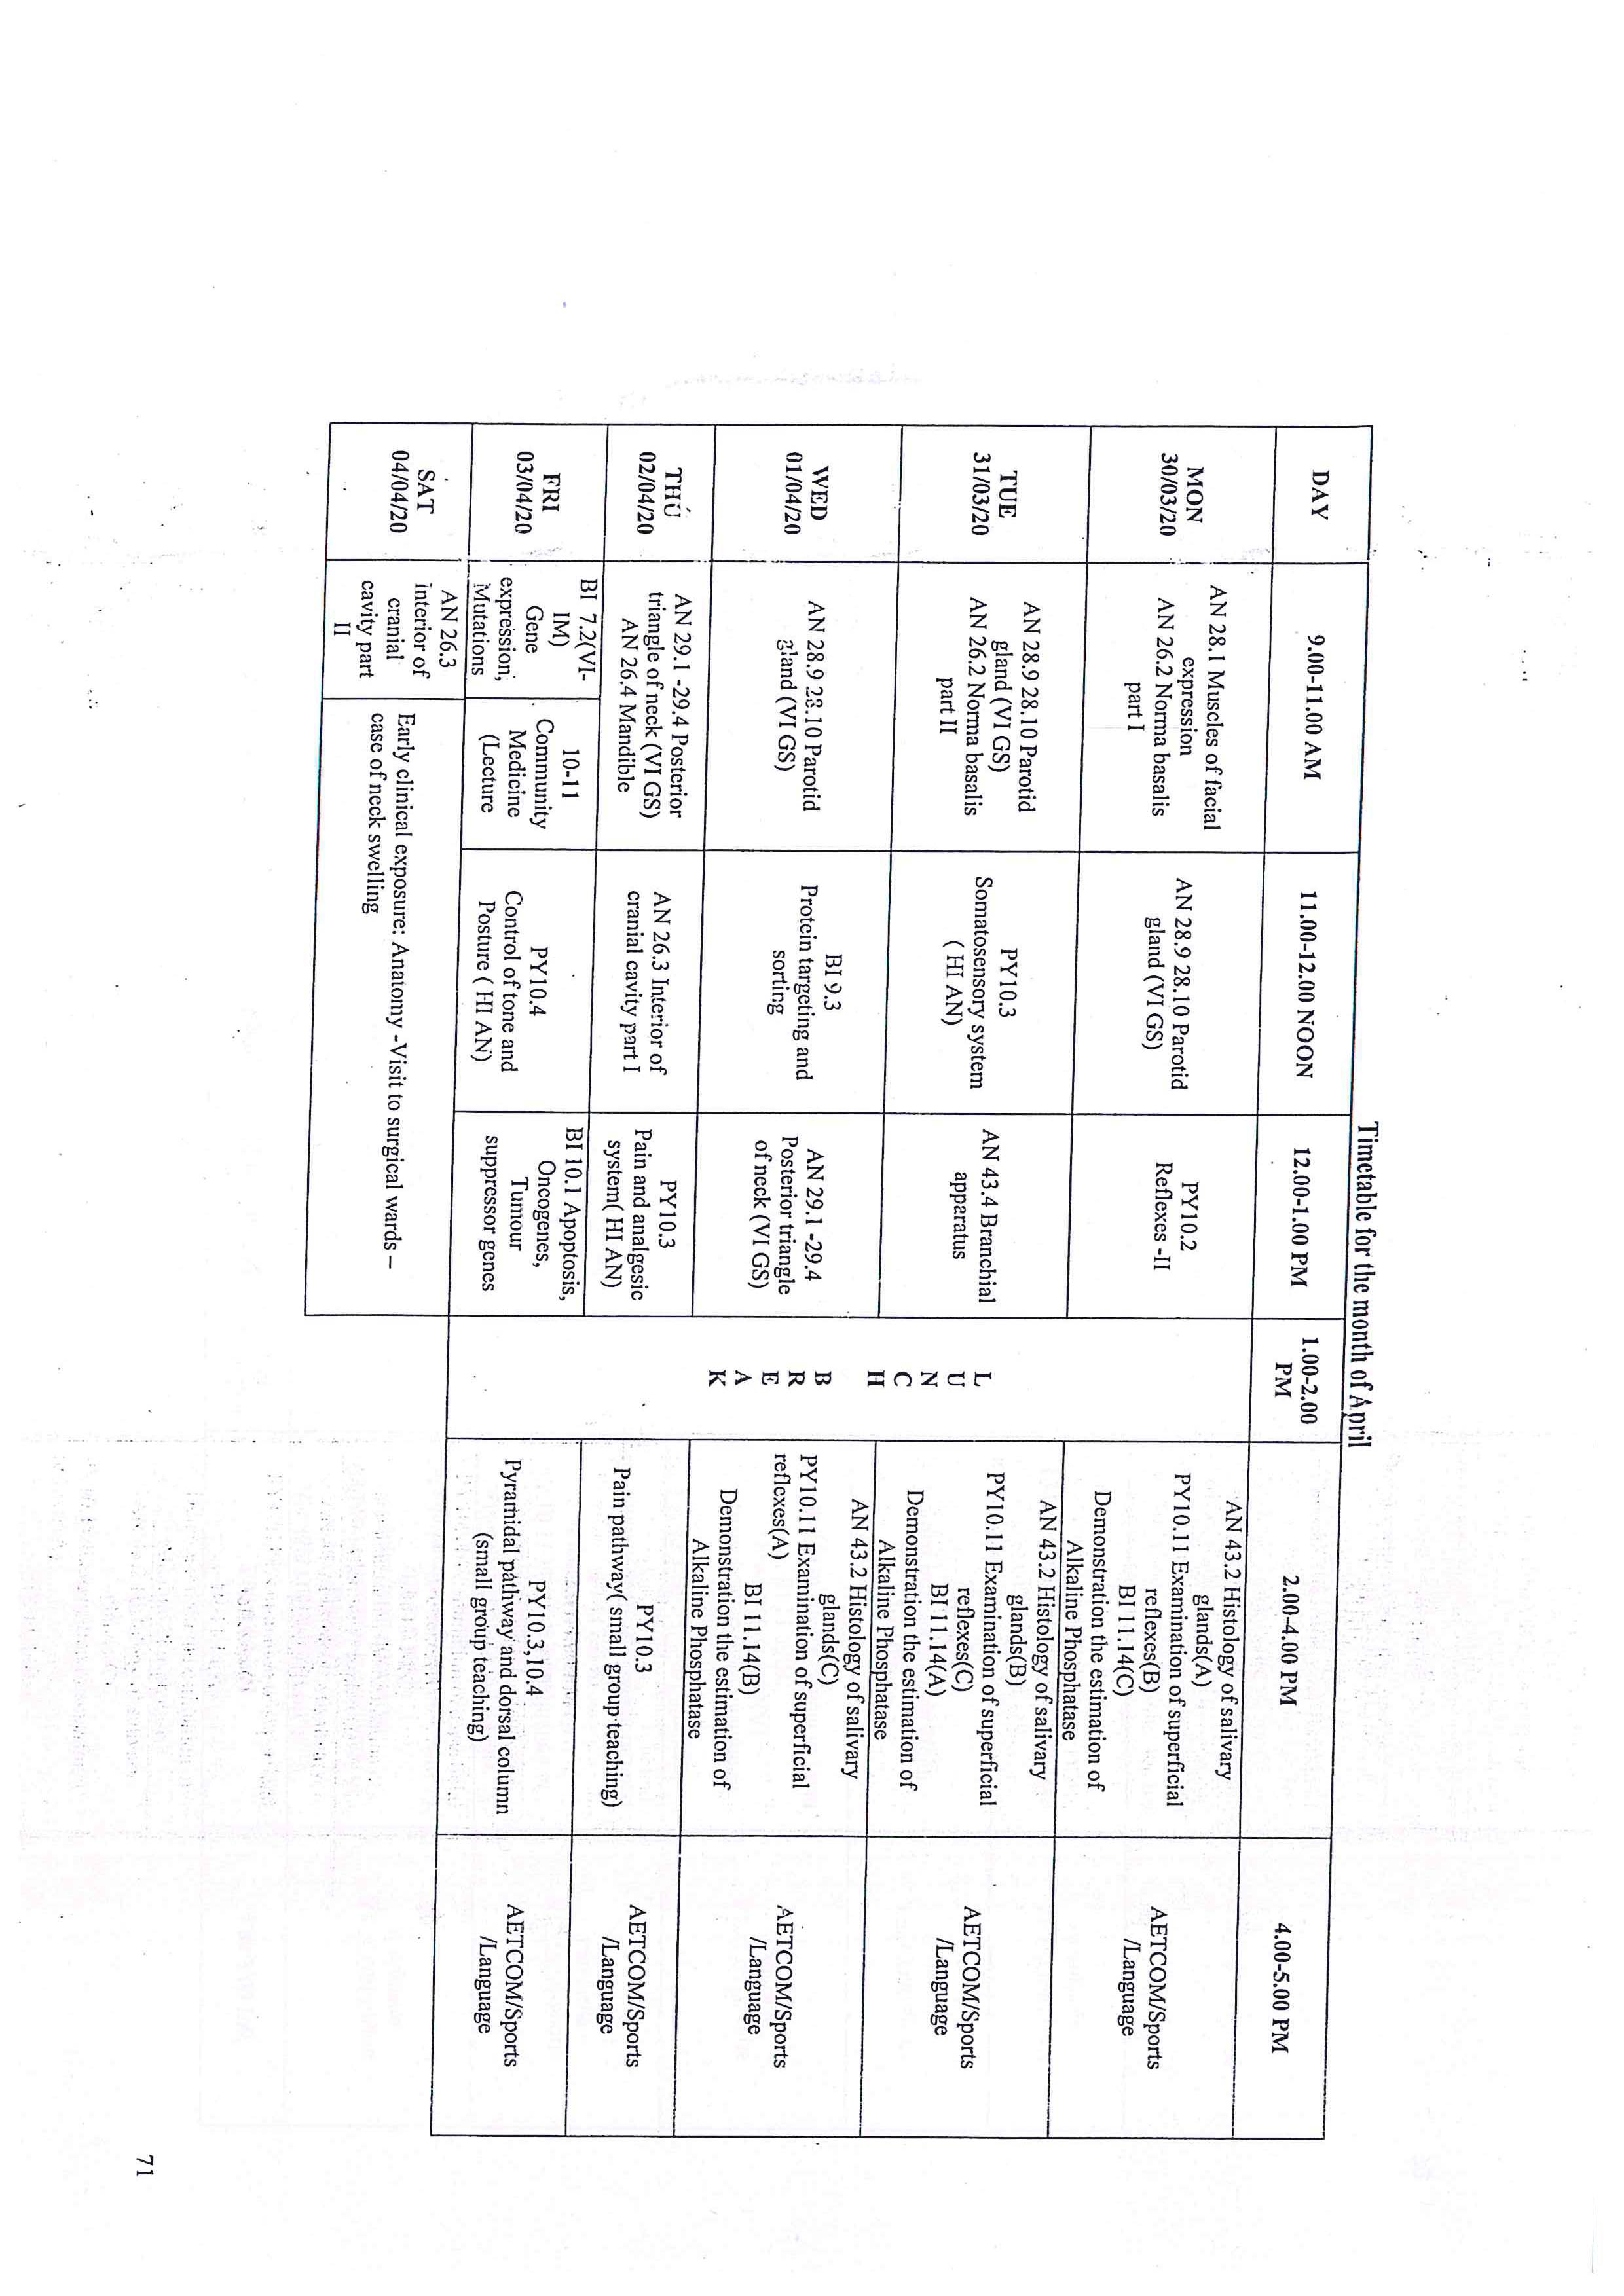 Timetable for the month of April
DAY
9.00-11.00 AM
11.00-12.00 NOON
12.00-1.00 PM
1.00-2.00
PM
2.00-4.00 PM
4.00-5.00 PM
MON
30/03/20
AN 28.1 Muscles of facial
expression
AN 26.2 Norma basalis
part I
AN 28.9 28.10 Parotid
gland (VI GS)
PY10.2
Reflexes -II
L
U
N
C
H
B
R
E
A
K
AN 43.2 Histology of salivary
glands(A)
PY10.11 Examination of superficial
reflexes(B)
BI 11.14(C)
Demonstration the estimation of
Alkaline Phosphatase
AETCOM/Sports
/Language
TUE
31/03/20
AN 28.9 28.10 Parotid
gland (VI GS)
AN 26.2 Norma basalis
part II
PY10.3
Somatosensory system
( HI AN)
AN 43.4 Branchial
apparatus
AN 43.2 Histology of salivary
glands(B)
PY10.11 Examination of superficial
reflexes(C)
BI 11.14(A)
Demonstration the estimation of
Alkaline Phosphatase
AETCOM/Sports
/Language
WED
01/04/20
AN 28.9 28.10 Parotid
gland (VI GS)
BI 9.3
Protein targeting and
sorting
AN 29.1 -29.4
Posterior triangle
of neck (VI GS)
AN 43.2 Histology of salivary
glands(C)
PY10.11 Examination of superficial
reflexes(A)
BI 11.14(B)
Demonstration the estimation of
Alkaline Phosphatase
AETCOM/Sports
/Language
THU
02/04/20
AN 29.1 -29.4 Posterior
triangle of neck (VI GS)
AN 26.4 Mandible
AN 26.3 Interior of
cranial cavity part I
PY10.3
Pain and analgesic
system( HI AN)
PY10.3
Pain pathway( small group teaching)
AETCOM/Sports
/Language
FRI
03/04/20
BI 7.2(VI-
IM)
Gene
expression,
Mutations
10-11
Community
Medicine
(Lecture
PY10.4
Control of tone and
Posture ( HI AN)
BI 10.1 Apoptosis,
Oncogenes,
Tumour
suppressor genes
PY10.3,10.4
Pyramidal pathway and dorsal column
(small group teaching)
AETCOM/Sports
/Language
SAT
04/04/20
AN 26.3
interior of
cranial
cavity part
II
Early clinical exposure: Anatomy -Visit to surgical wards –
case of neck swelling
71